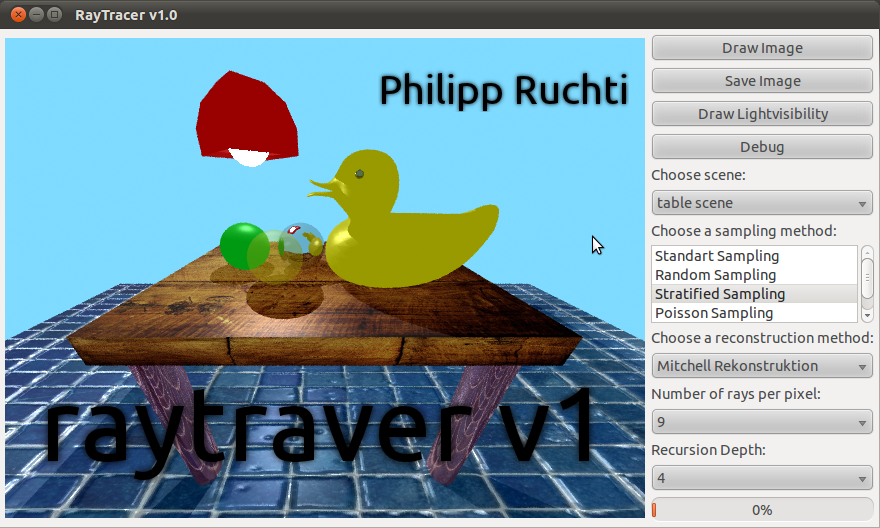 RayTracer v1.0
Philipp Ruchti
raytraver v1
Draw Image
Save Image
Draw Lightvisibility
Debug
Choose scene:
table scene
Choose a sampling method:
Standart Sampling
Random Sampling
Stratified Sampling
Poisson Sampling
Choose a reconstruction method:
Mitchell Rekonstruktion
Number of rays per pixel:
9
Recursion Depth:
4
0%